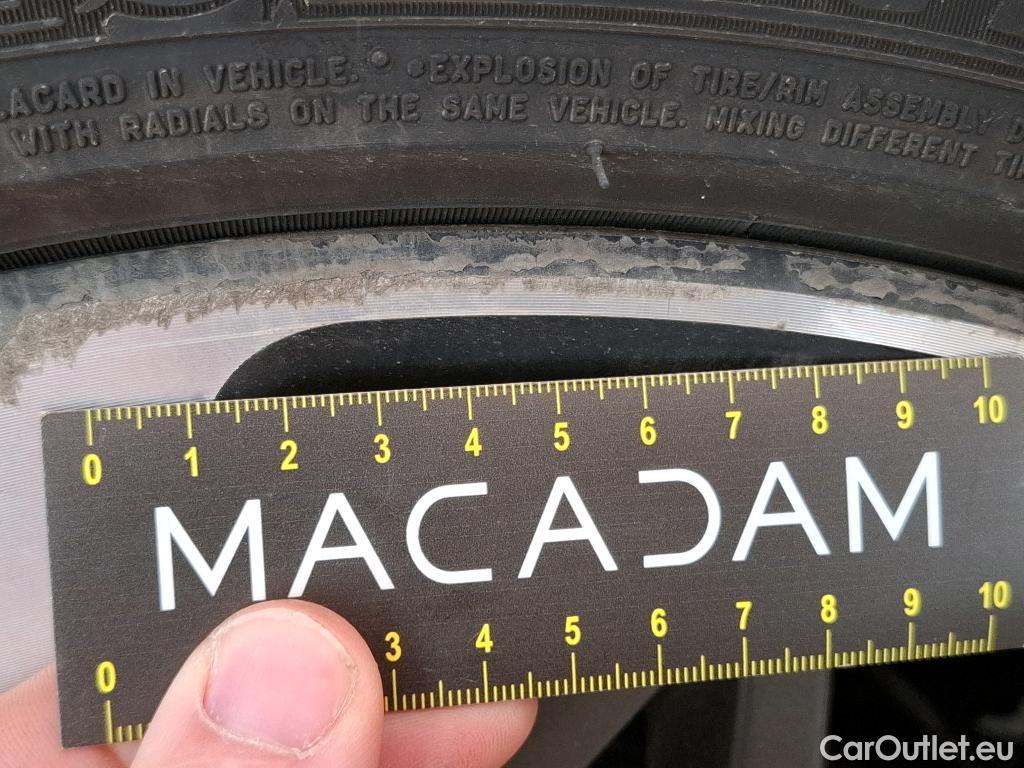 ACARD IN VEHICLE. • •EXPLOSION OF TIRE/RIM ASSEMBLY
WITH RADIALS ON THE SAME VEHICLE. MIXING DIFFERENT
0 1 2 3 4 5 6 7 8 9 10
MACADAM
0 3 4 5 6 7 8 9 10
CarOutlet.eu